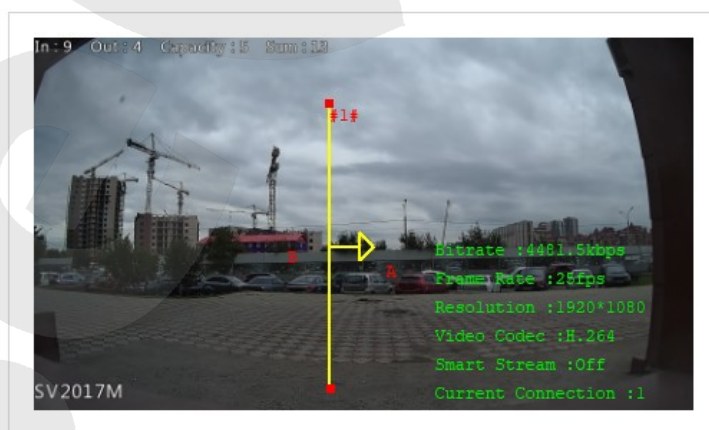 In:9 Out:4 Capacity:5 Sum:13
#1#
B
A
Bitrate :4481.5kbps
Frame Rate :25fps
Resolution :1920*1080
Video Codec :H.264
Smart Stream :Off
Current Connection :1
SV2017M